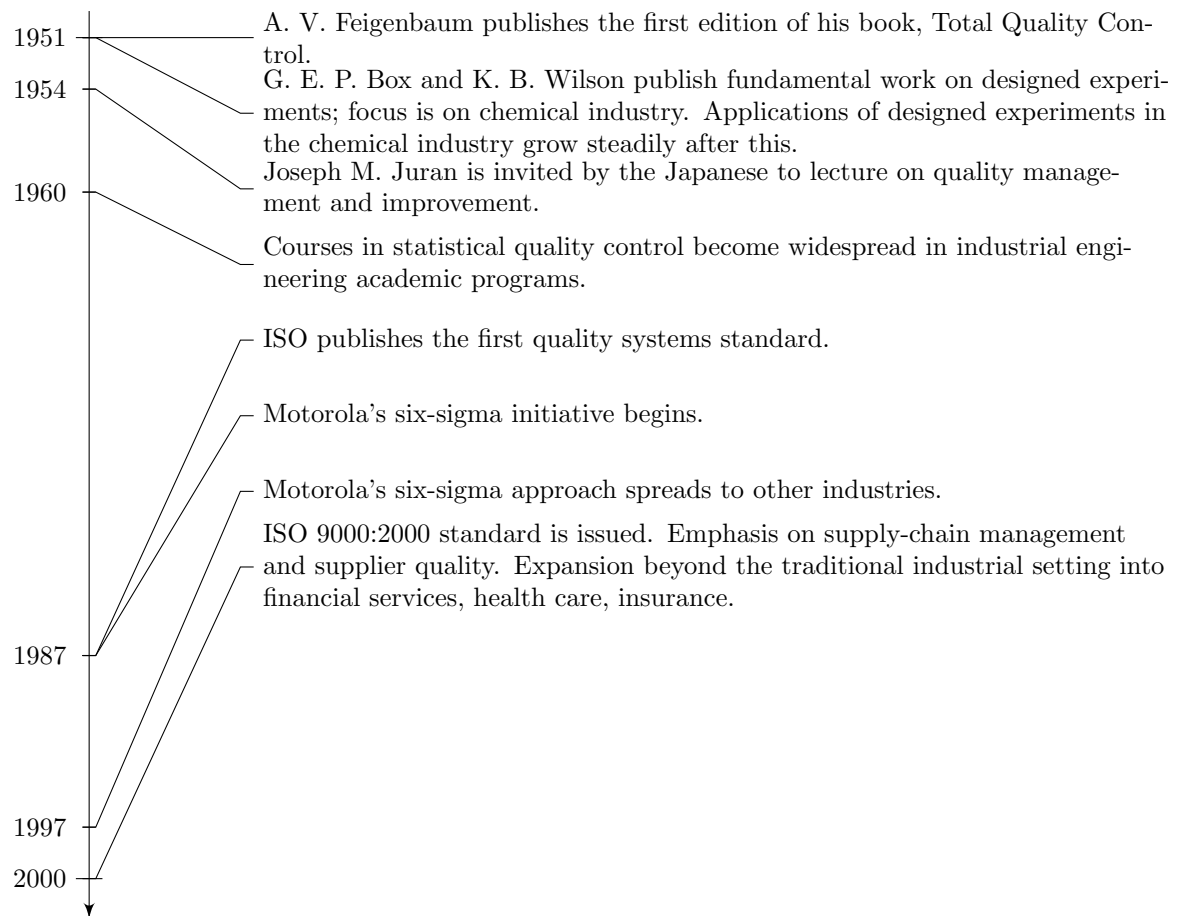 1951
A. V. Feigenbaum publishes the first edition of his book, Total Quality Con-
trol.
1954
G. E. P. Box and K. B. Wilson publish fundamental work on designed experi-
ments; focus is on chemical industry. Applications of designed experiments in
the chemical industry grow steadily after this.
Joseph M. Juran is invited by the Japanese to lecture on quality manage-
ment and improvement.
1960
Courses in statistical quality control become widespread in industrial engi-
neering academic programs.
ISO publishes the first quality systems standard.
Motorola's six-sigma initiative begins.
Motorola's six-sigma approach spreads to other industries.
ISO 9000:2000 standard is issued. Emphasis on supply-chain management
and supplier quality. Expansion beyond the traditional industrial setting into
financial services, health care, insurance.
1987
1997
2000